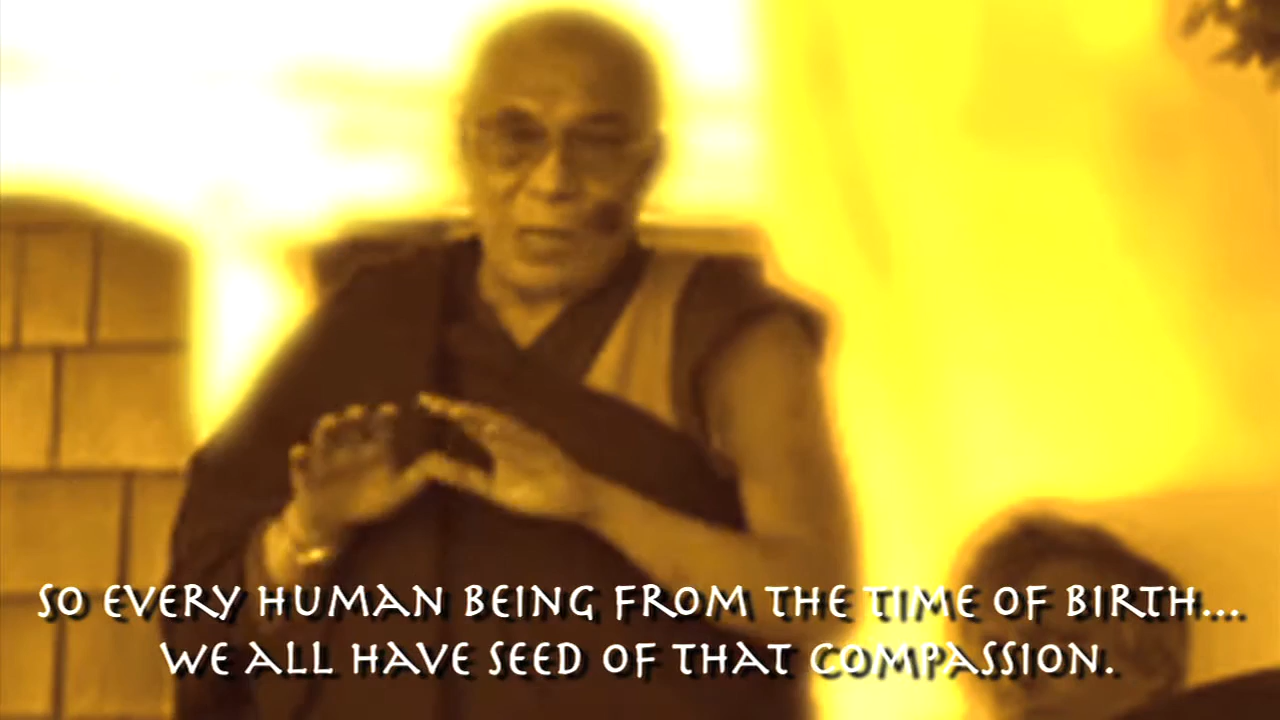 SO EVERY HUMAN BEING FROM THE TIME OF BIRTH...
WE ALL HAVE SEED OF THAT COMPASSION.